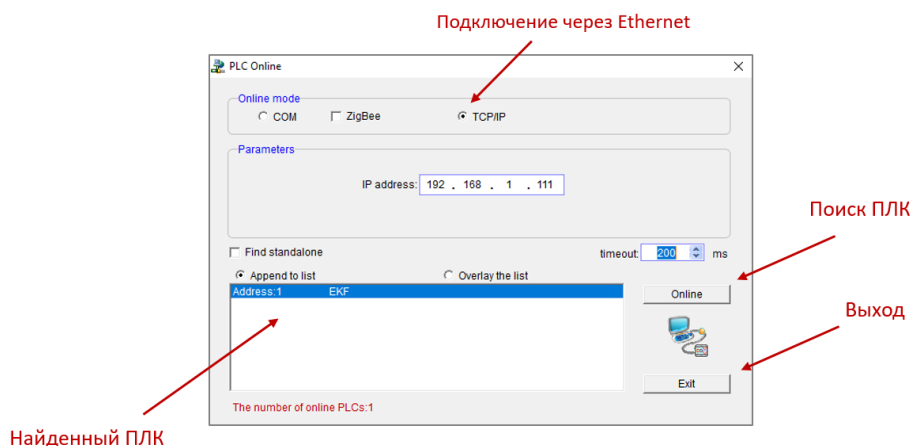 Подключение через Ethernet
PLC Online
Online mode
COM ZigBee TCP/IP
Parameters
IP address: 192 . 168 . 1 . 111
Поиск ПЛК
Find standalone timeout: 200 ms
Append to list Overlay the list
Address:1 EKF
Online
Выход
Exit
The number of online PLCs:1
Найденный ПЛК